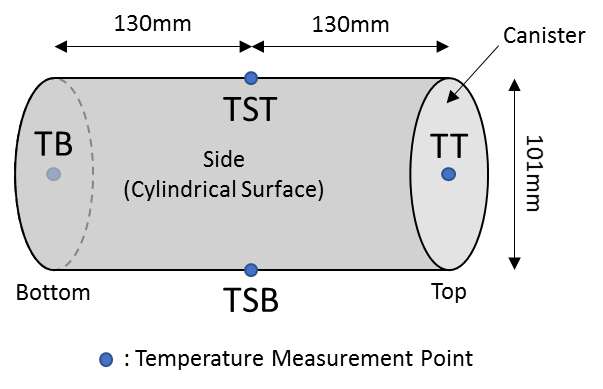 130mm
130mm
Canister
TST
TB
TT
Side
(Cylindrical Surface)
101mm
Bottom
TSB
Top
: Temperature Measurement Point